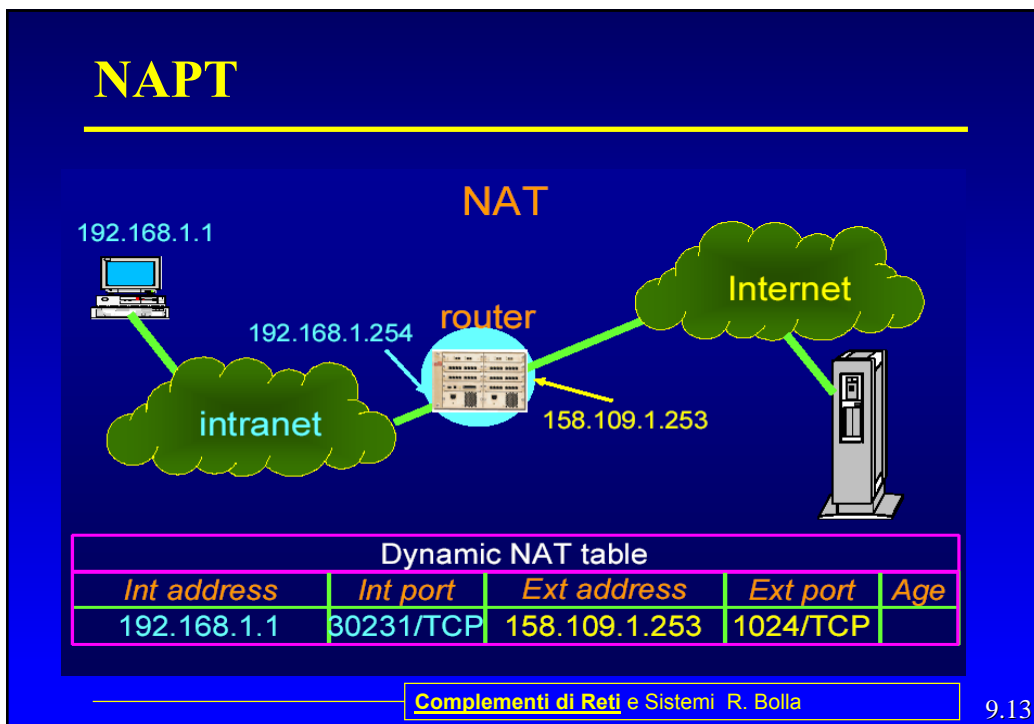 NAPT
NAT
192.168.1.1
Internet
router
192.168.1.254
158.109.1.253
intranet
Dynamic NAT table
Int address Int port Ext address Ext port Age
192.168.1.1 30231/TCP 158.109.1.253 1024/TCP
Complementi di Reti e Sistemi R. Bolla
9.13